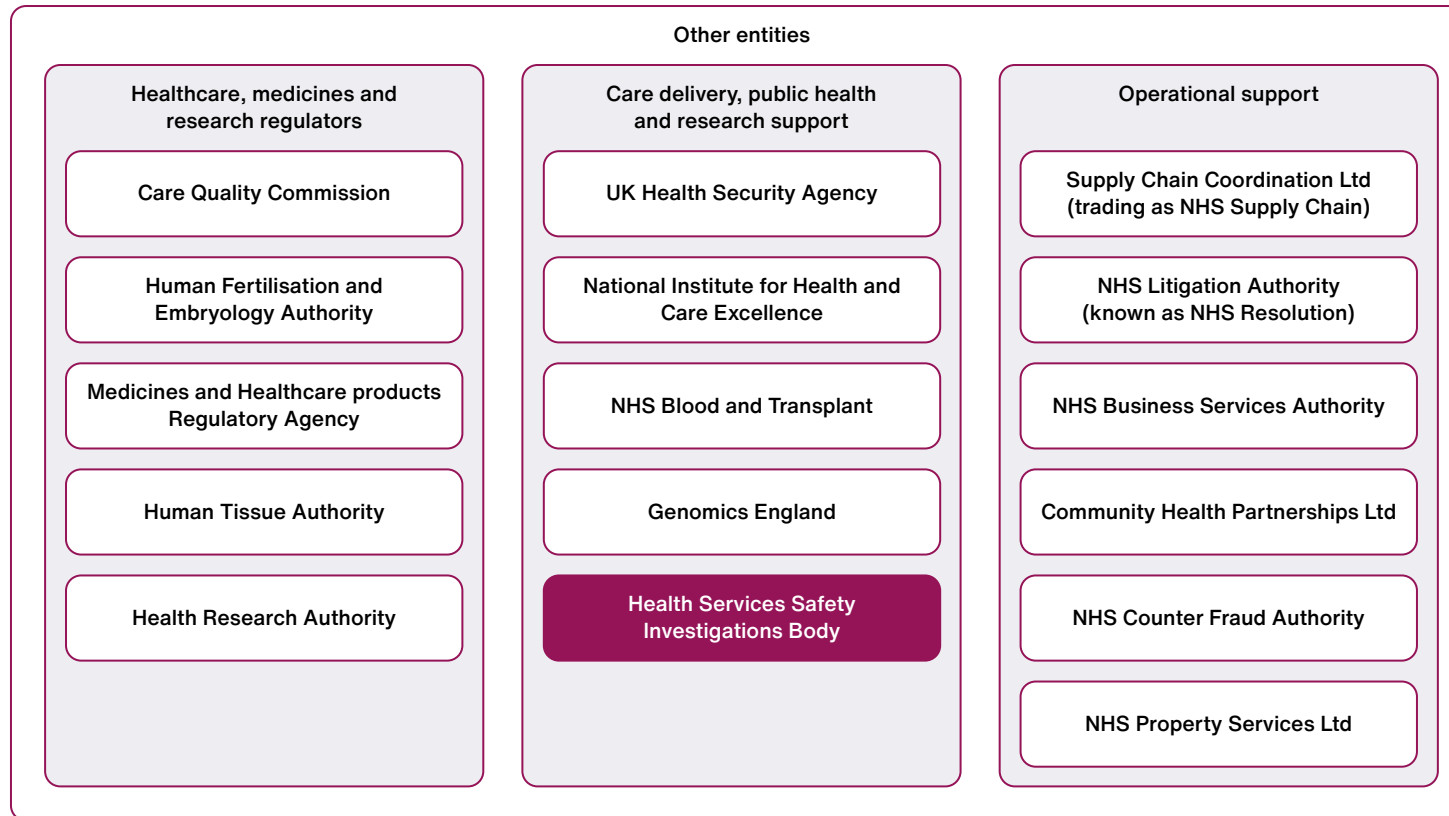 Other entities
Healthcare, medicines and
research regulators
Care Quality Commission
Human Fertilisation and
Embryology Authority
Medicines and Healthcare products
Regulatory Agency
Human Tissue Authority
Health Research Authority
Care delivery, public health
and research support
UK Health Security Agency
National Institute for Health and
Care Excellence
NHS Blood and Transplant
Genomics England
Health Services Safety
Investigations Body
Operational support
Supply Chain Coordination Ltd
(trading as NHS Supply Chain)
NHS Litigation Authority
(known as NHS Resolution)
NHS Business Services Authority
Community Health Partnerships Ltd
NHS Counter Fraud Authority
NHS Property Services Ltd